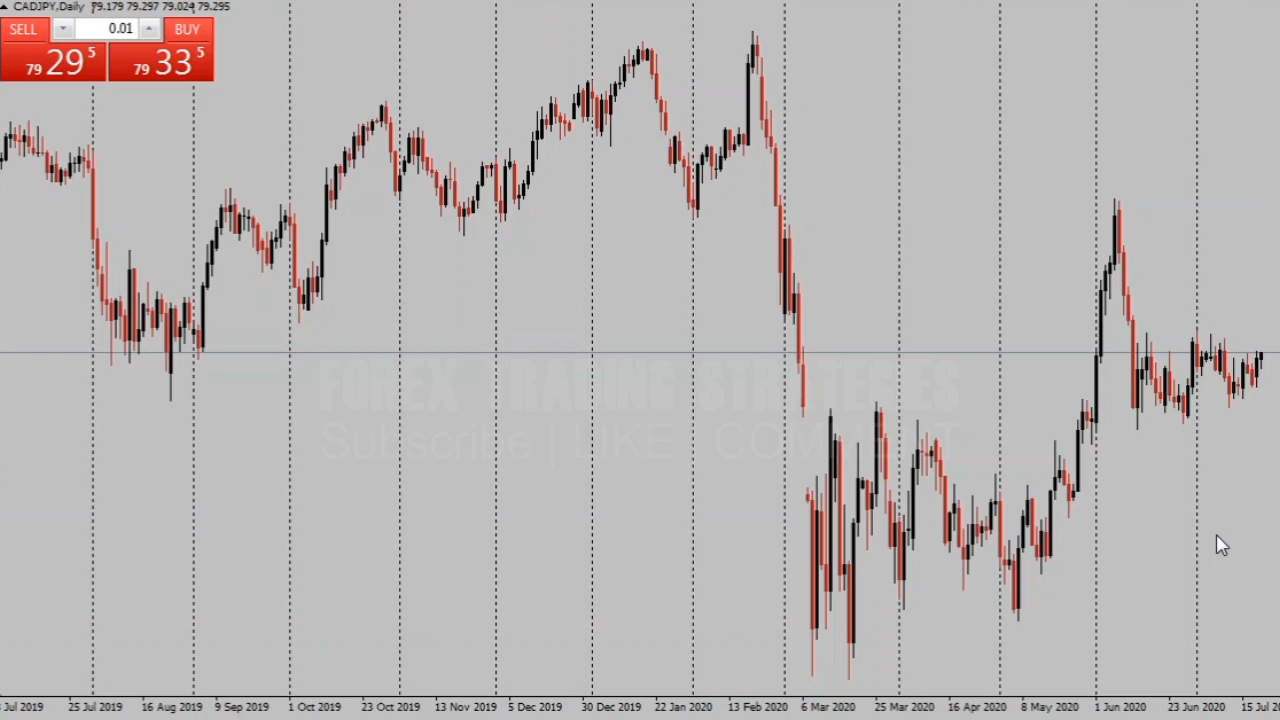 CADJPY,Daily 79.179 79.297 79.024 79.295
SELL 0.01 BUY
79 29 5 79 33 5
FOREX TRADING STRATEGIES
Subscribe | LIKE COMMENT
Jul 2019 25 Jul 2019 16 Aug 2019 9 Sep 2019 1 Oct 2019 23 Oct 2019 13 Nov 2019 5 Dec 2019 30 Dec 2019 22 Jan 2020 13 Feb 2020 6 Mar 2020 25 Mar 2020 16 Apr 2020 8 May 2020 1 Jun 2020 23 Jun 2020 15 Jul